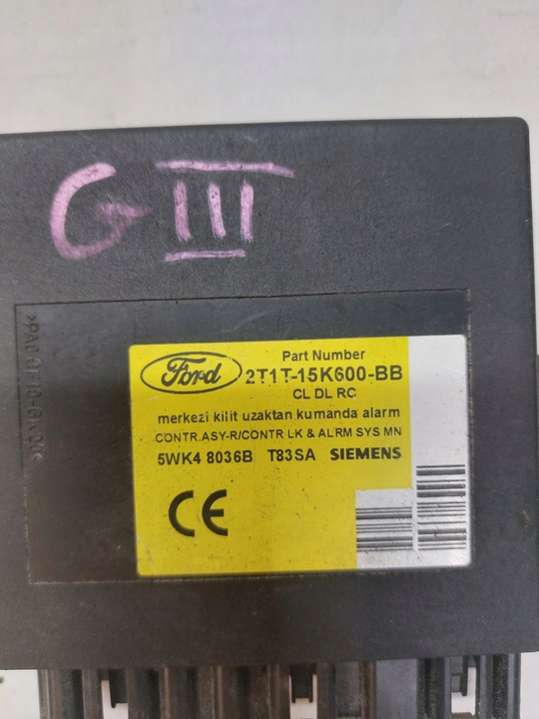 G III
Ford
Part Number
2T1T-15K600-BB
CL DL RC
merkezi kilit uzaktan kumanda alarm
CONTR.ASY-R/CONTR LK & ALRM SYS MN
5WK4 8036B T83SA SIEMENS
CE